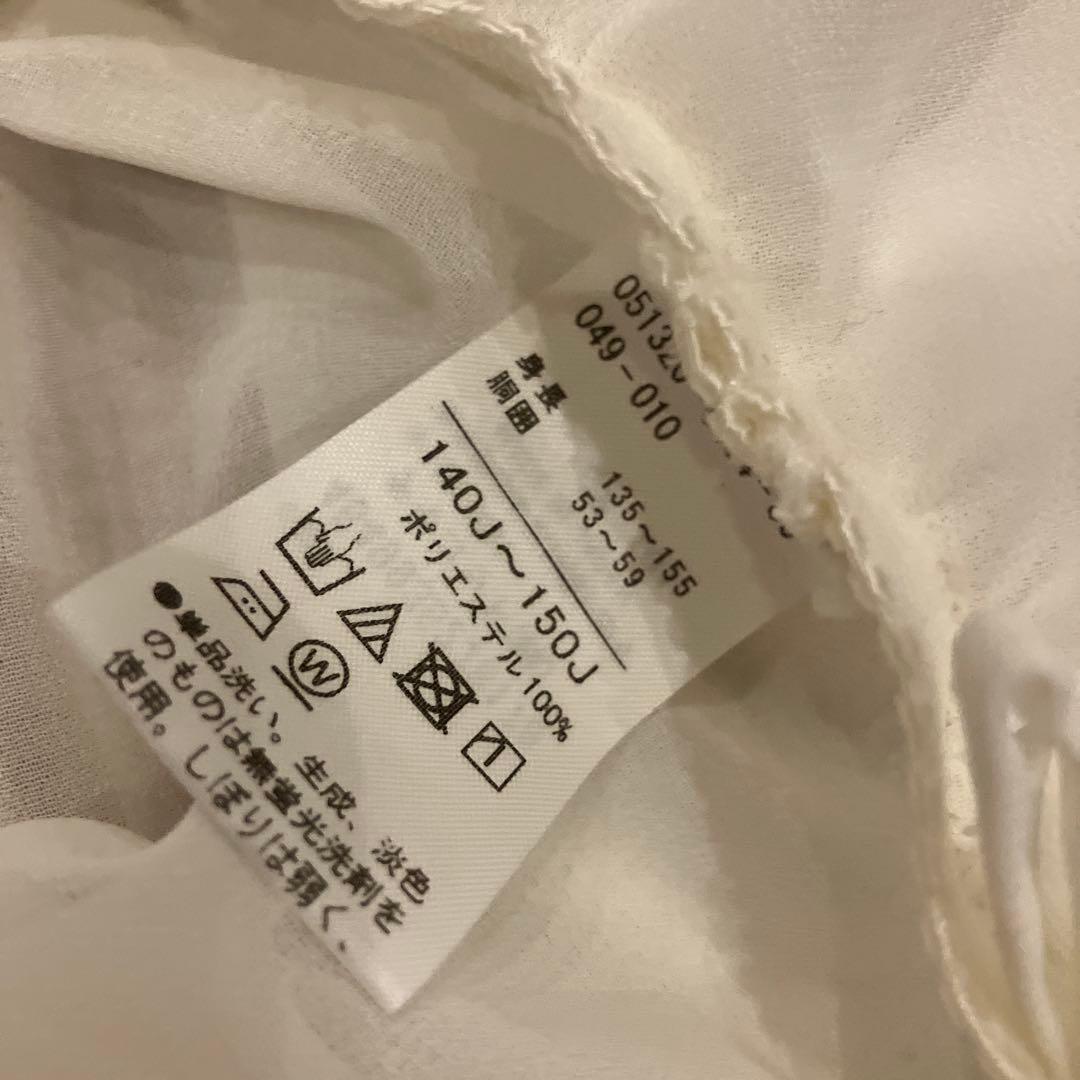 049-010
身長 135～155
胴囲 53～59
140J～150J
ポリエステル100%
W
●単品洗い。生成、淡色
のものは無蛍光洗剤を
使用。しぼりは弱く、